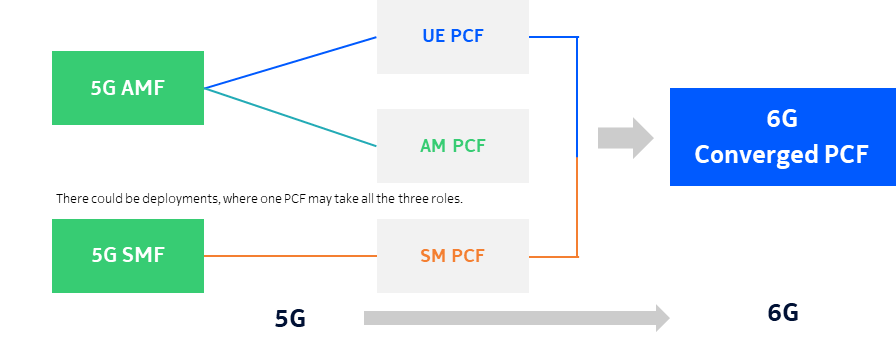 UE PCF
5G AMF
AM PCF
6G
Converged PCF
There could be deployments, where one PCF may take all the three roles.
5G SMF
SM PCF
5G
6G